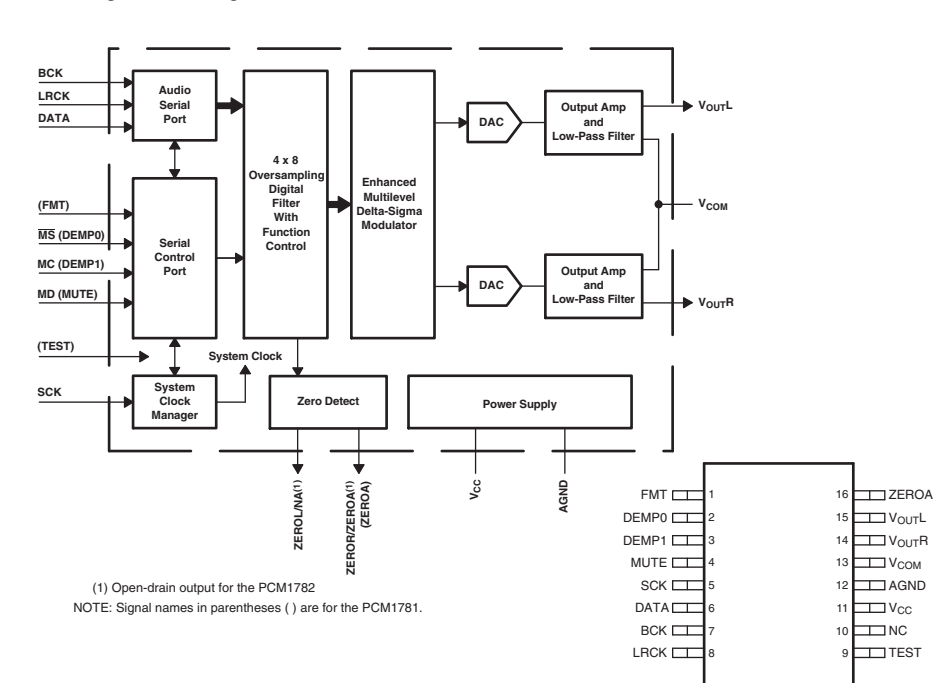 BCK
LRCK
DATA
Audio
Serial
Port
(FMT)
MS (DEMP0)
MC (DEMP1)
MD (MUTE)
Serial
Control
Port
(TEST)
SCK
System
Clock
Manager
System Clock
4 x 8
Oversampling
Digital
Filter
With
Function
Control
Enhanced
Multilevel
Delta-Sigma
Modulator
DAC
Output Amp
and
Low-Pass Filter
VOUTL
VCOM
DAC
Output Amp
and
Low-Pass Filter
VOUTR
Zero Detect
Power Supply
ZEROL/NA(1)
ZEROR/ZEROA(1)
(ZEROA)
VCC
AGND
(1) Open-drain output for the PCM1782
NOTE: Signal names in parentheses ( ) are for the PCM1781.
FMT 1 16 ZEROA
DEMP0 2 15 VOUTL
DEMP1 3 14 VOUTR
MUTE 4 13 VCOM
SCK 5 12 AGND
DATA 6 11 VCC
BCK 7 10 NC
LRCK 8 9 TEST